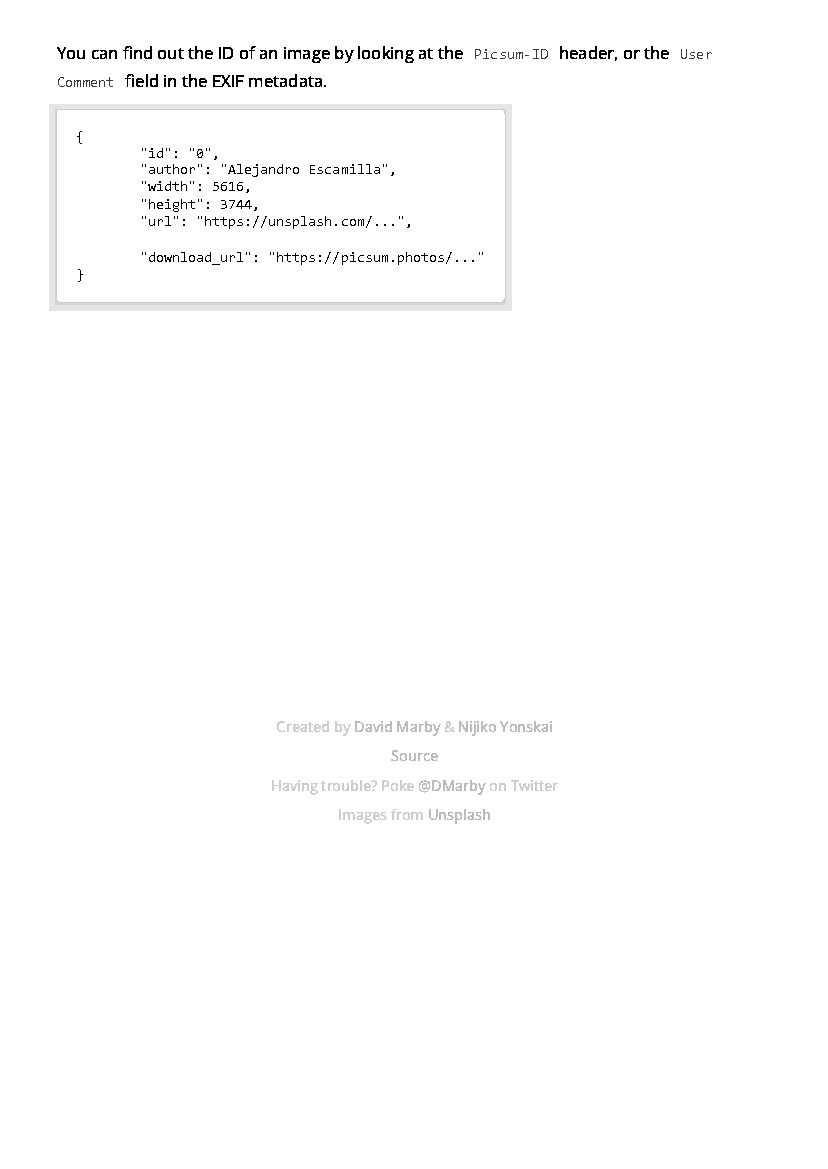 You can find out the ID of an image by looking at the Picsum-ID header, or the User
Comment field in the EXIF metadata.
{
"id": "0",
"author": "Alejandro Escamilla",
"width": 5616,
"height": 3744,
"url": "https://unsplash.com/...",
"download_url": "https://picsum.photos/..."
}
Created by David Marby & Nijiko Yonskai
Source
Having trouble? Poke @DMarby on Twitter
Images from Unsplash